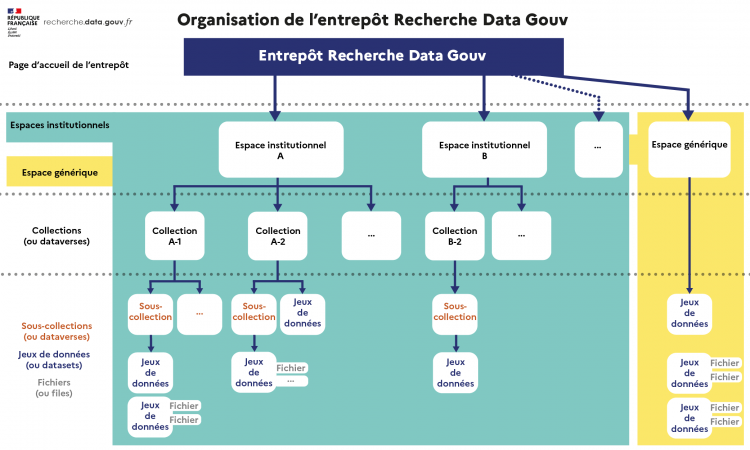 RÉPUBLIQUE
FRANÇAISE
Liberté
Égalité
Fraternité
recherche.data.gouv.fr
Organisation de l'entrepôt Recherche Data Gouv
Page d'accueil de l'entrepôt
Entrepôt Recherche Data Gouv
Espaces institutionnels
Espace générique
Espace institutionnel
A
Espace institutionnel
B
...
Espace générique
Collections
(ou dataverses)
Collection
A-1
Collection
A-2
...
Collection
B-2
...
Sous-collections
(ou dataverses)
Jeux de données
(ou datasets)
Fichiers
(ou files)
Sous-
collection
...
Sous-
collection
Jeux
de
données
Sous-
collection
Jeux
de
données
Jeux
de
données
Jeux
de
données
Fichier
...
Jeux
de
données
Jeux
de
données
Fichier
Fichier
Jeux
de
données
Fichier
Fichier
Jeux
de
données
Fichier
Fichier